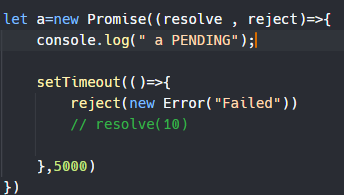 let a=new Promise((resolve , reject)=>{
    console.log(" a PENDING");

    setTimeout(()=>{
        reject(new Error("Failed"))
        // resolve(10)

    },5000)
})